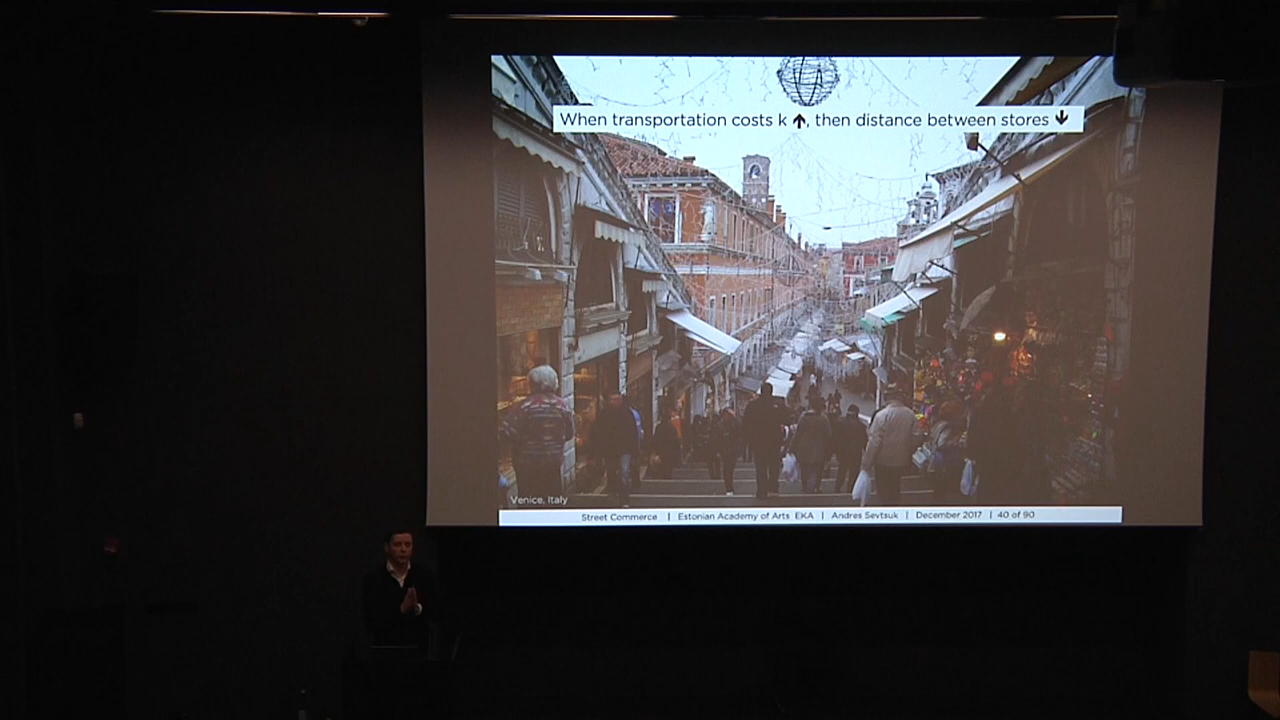 When transportation costs k ↑, then distance between stores ↓
Venice, Italy
Street Commerce | Estonian Academy of Arts EKA | Andres Sevtsuk | December 2017 | 40 of 90